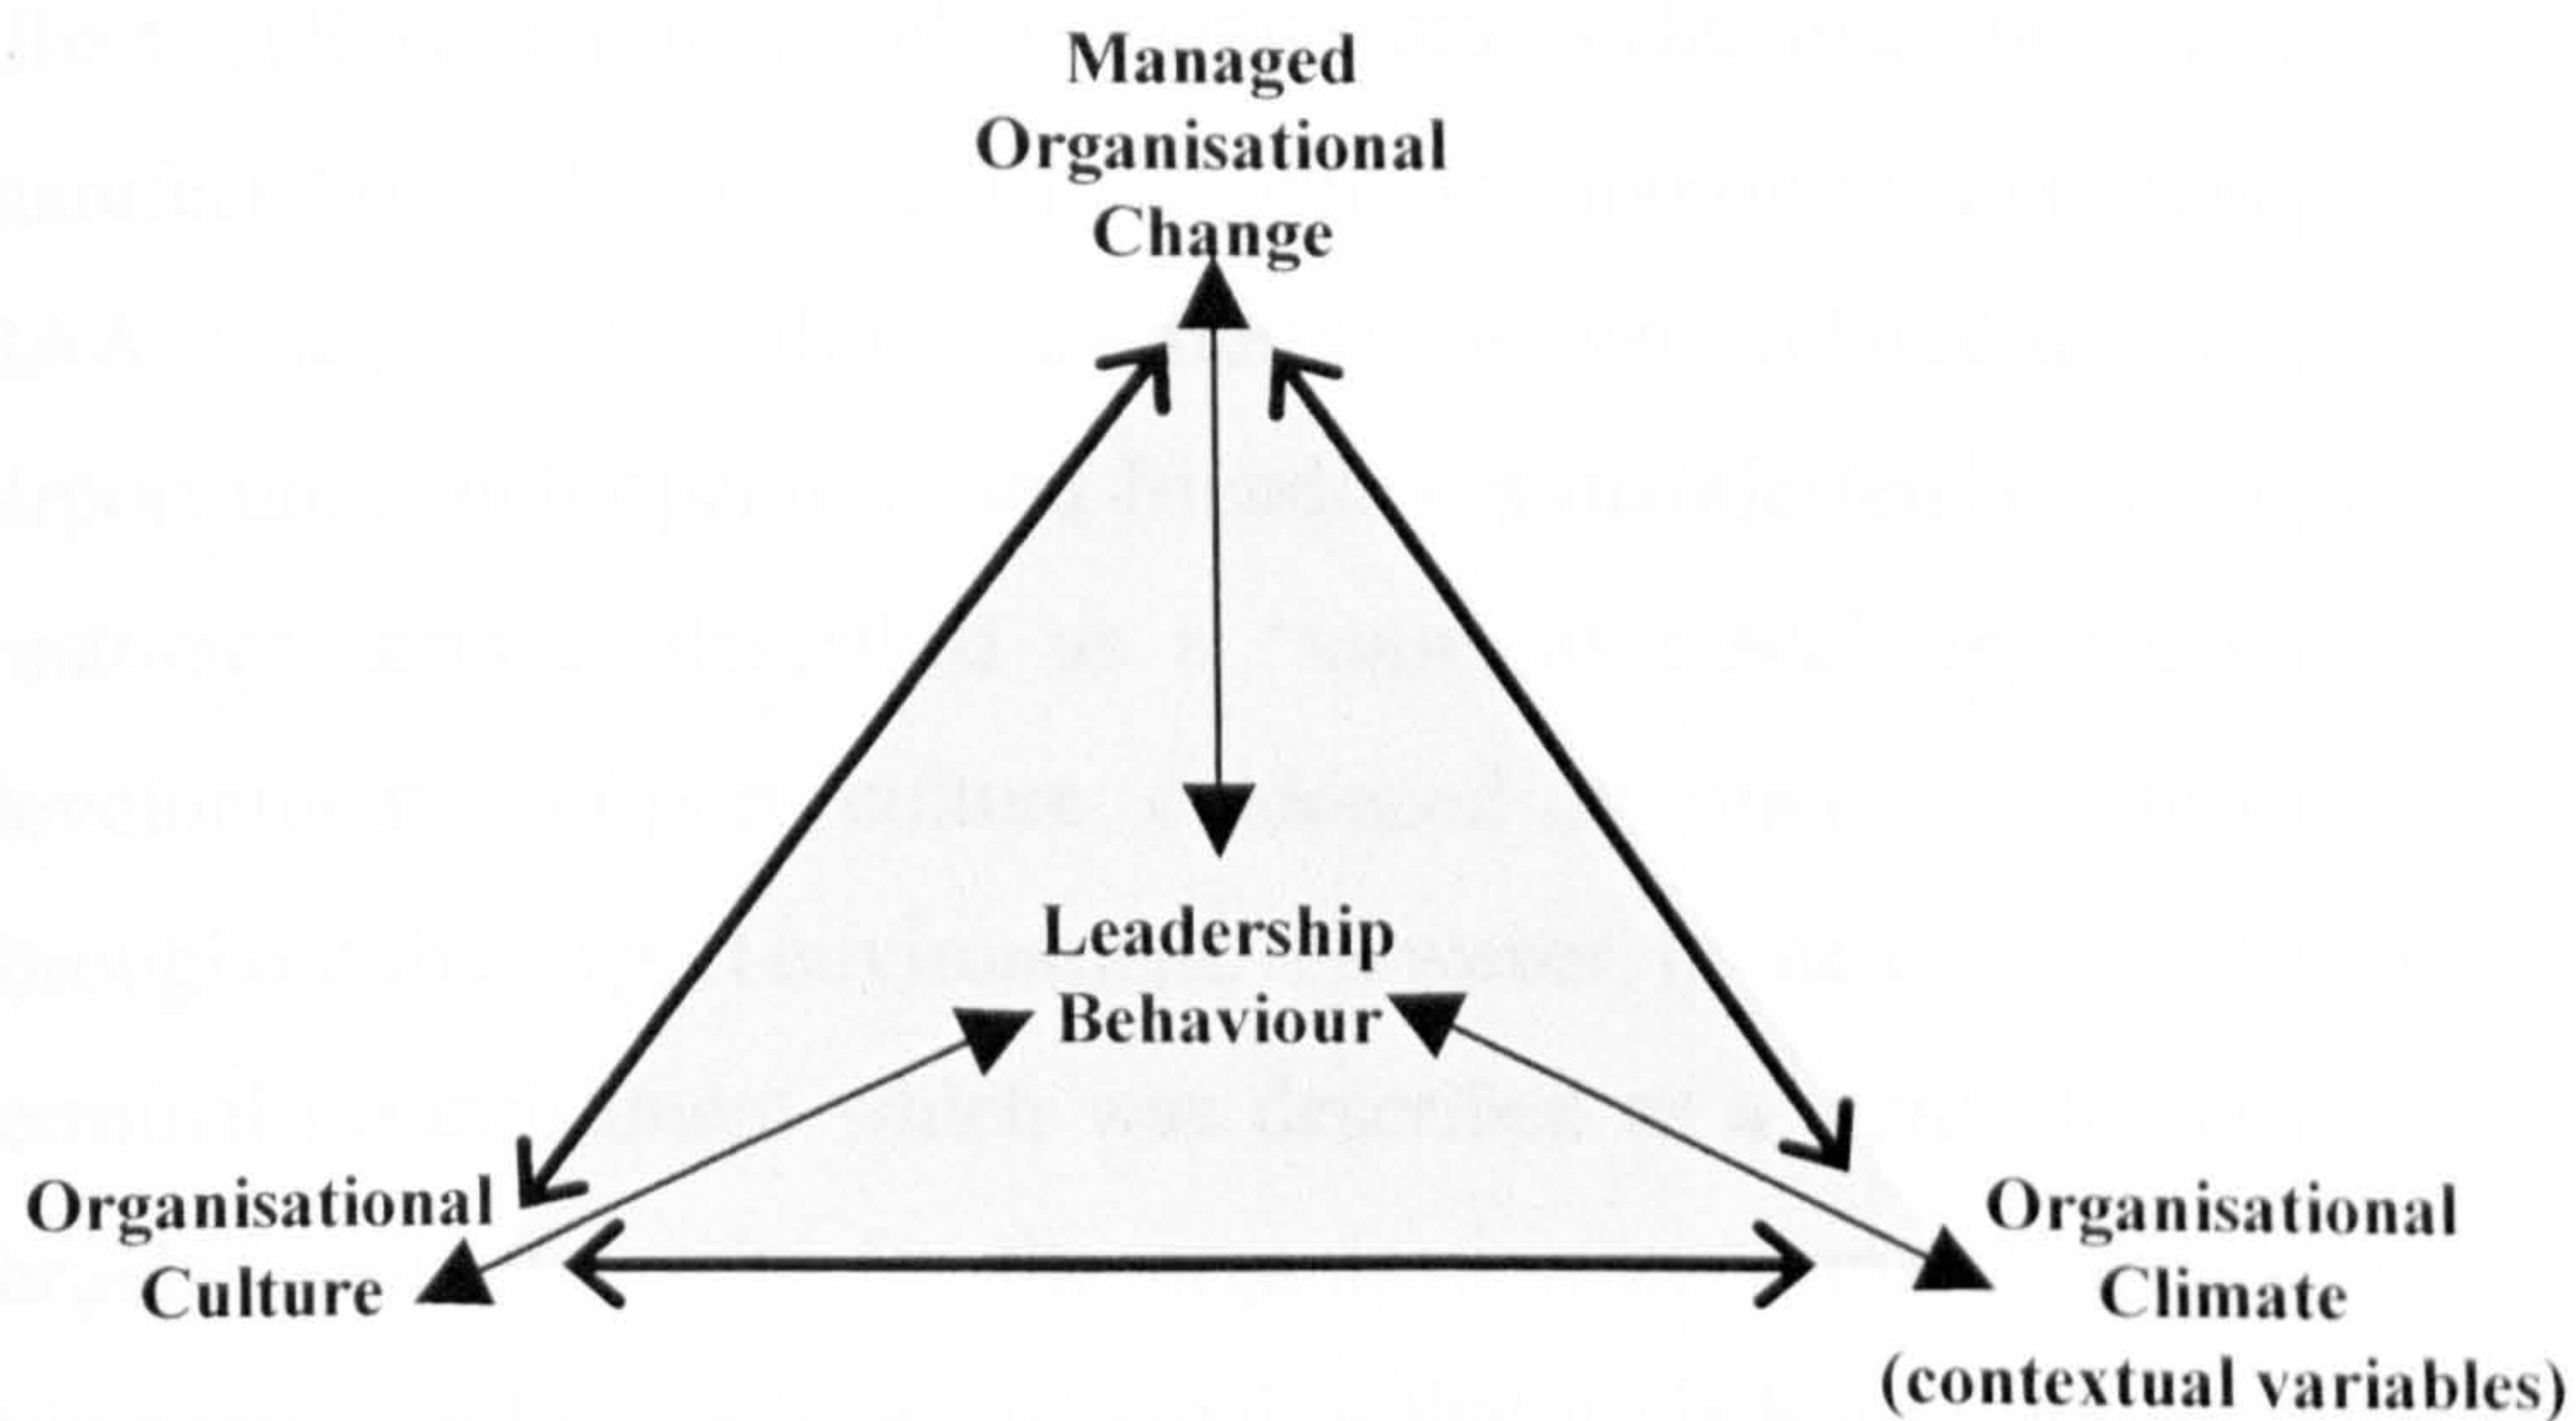 Managed
Organisational
Change
Leadership
Behaviour
Organisational
Culture
Organisational
Climate
(contextual variables)